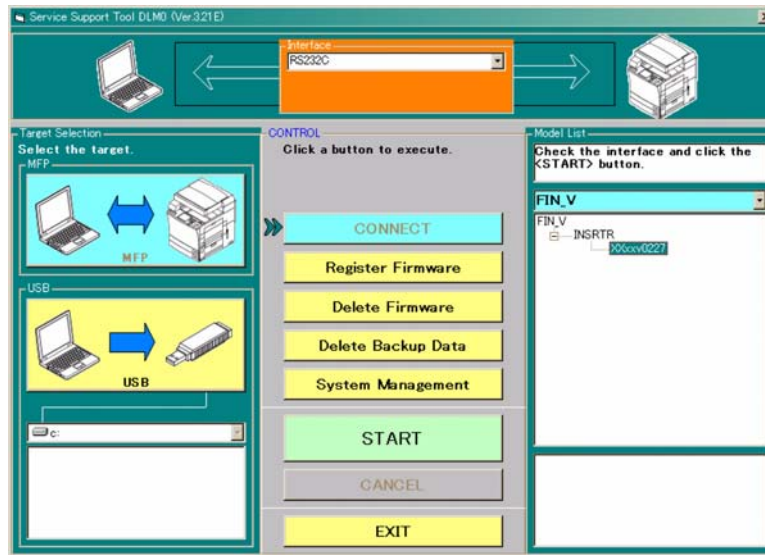 Service Support Tool DLM0 (Ver.3.21E)
Interface
RS232C
Target Selection
Select the target.
MFP
MFP
USB
USB
c:
CONTROL
Click a button to execute.
CONNECT
Register Firmware
Delete Firmware
Delete Backup Data
System Management
START
CANCEL
EXIT
Model List
Check the interface and click the
<START> button.
FIN_V
FIN_V
INSRTR
XXxxv0227